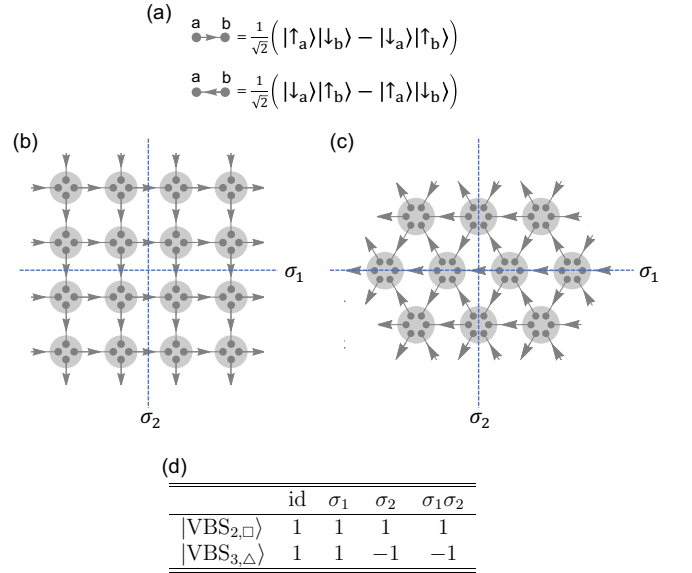 (a)
a b = 1/√2 ( |↑a⟩|↓b⟩ − |↓a⟩|↑b⟩ )
a b = 1/√2 ( |↓a⟩|↑b⟩ − |↑a⟩|↓b⟩ )
(b)
σ1
σ2
(c)
σ1
σ2
(d)
id σ1 σ2 σ1σ2
|VBS2,□⟩ 1 1 1 1
|VBS3,△⟩ 1 1 −1 −1